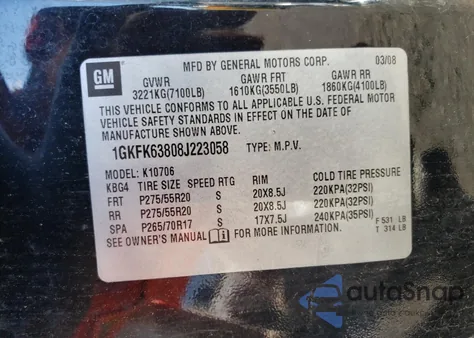 GM
MFD BY GENERAL MOTORS CORP. 03/08
GVWR GAWR FRT GAWR RR
3221KG(7100LB) 1610KG(3550LB) 1860KG(4100LB)
THIS VEHICLE CONFORMS TO ALL APPLICABLE U.S. FEDERAL MOTOR
VEHICLE SAFETY, BUMPER, AND THEFT PREVENTION
STANDARDS IN EFFECT ON THE DATE OF
MANUFACTURE SHOWN ABOVE.
1GKFK63808J223058 TYPE: M.P.V.
MODEL: K10706
KBG4 TIRE SIZE SPEED RTG RIM COLD TIRE PRESSURE
FRT P275/55R20 S 20X8.5J 220KPA(32PSI)
RR P275/55R20 S 20X8.5J 220KPA(32PSI)
SPA P265/70R17 S 17X7.5J 240KPA(35PSI) F 531 LB
SEE OWNER'S MANUAL FOR MORE INFORMATION. T 314 LB
autoSnap